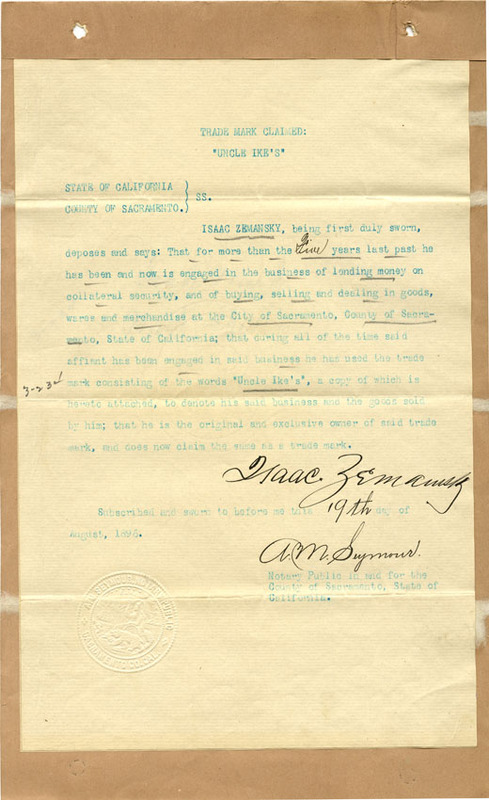 TRADE MARK CLAIMED:
"UNCLE IKE'S"
STATE OF CALIFORNIA
COUNTY OF SACRAMENTO. ) SS.
ISAAC ZEMANSKY, being first duly sworn,
deposes and says: That for more than the five years last past he
has been and now is engaged in the business of lending money on
collateral security, and of buying, selling and dealing in goods,
wares and merchandise at the City of Sacramento, County of Sacra-
mento, State of California; that during all of the time said
affiant has been engaged in said business he has used the trade
mark consisting of the words "Uncle Ike's", a copy of which is
3-23d
hereto attached, to denote his said business and the goods sold
by him; that he is the original and exclusive owner of said trade
mark, and does now claim the same as a trade mark.
Isaac. Zemansky
Subscribed and sworn to before me this 19th day of
August,
A. M. Seymour.
Notary Public in and for the
County of Sacramento, State of
California.